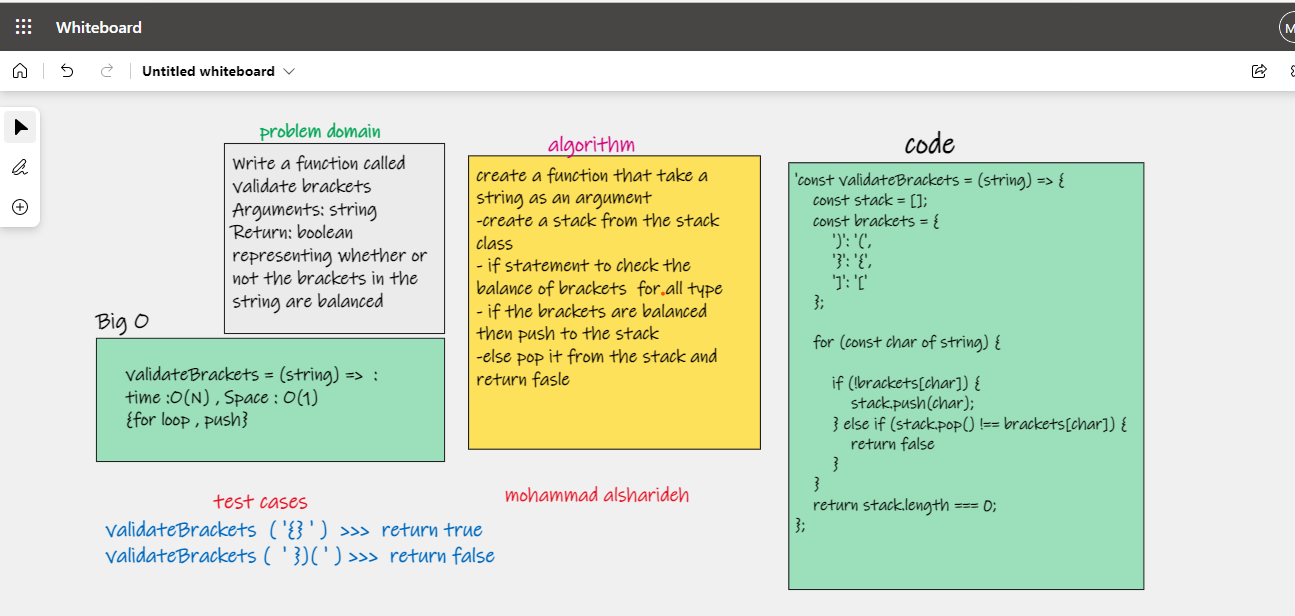 Whiteboard
M
Untitled whiteboard
problem domain
Write a function called
validate brackets
Arguments: string
Return: boolean
representing whether or
not the brackets in the
string are balanced
Big O
validateBrackets = (string) => :
time :O(N) , Space : O(1)
{for loop , push}
test cases
validateBrackets ( '{} ' ) >>> return true
validateBrackets ( ' })( ' ) >>> return false
algorithm
create a function that take a
string as an argument
-create a stack from the stack
class
- if statement to check the
balance of brackets for all type
- if the brackets are balanced
then push to the stack
-else pop it from the stack and
return fasle
mohammad alsharideh
code
'const validateBrackets = (string) => {
const stack = [];
const brackets = {
')': '(',
'}': '{',
']': '['
};
for (const char of string) {
if (!brackets[char]) {
stack.push(char);
} else if (stack.pop() !== brackets[char]) {
return false
}
}
return stack.length === 0;
};